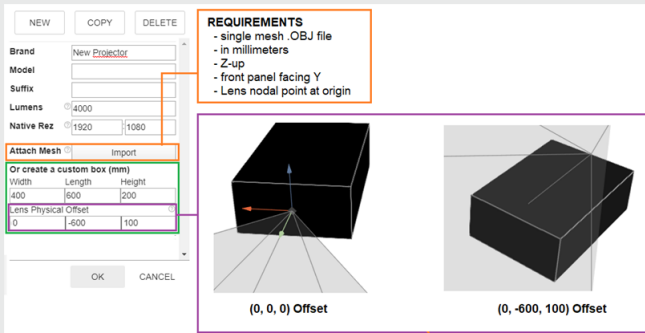 NEW COPY DELETE
Brand New Projector
Model
Suffix
Lumens ? 4000
Native Rez ? 1920 : 1080
Attach Mesh ? Import
Or create a custom box (mm)
Width Length Height
400 600 200
Lens Physical Offset ?
0 -600 100
OK CANCEL
REQUIREMENTS
- single mesh .OBJ file
- in millimeters
- Z-up
- front panel facing Y
- Lens nodal point at origin
(0, 0, 0) Offset
(0, -600, 100) Offset